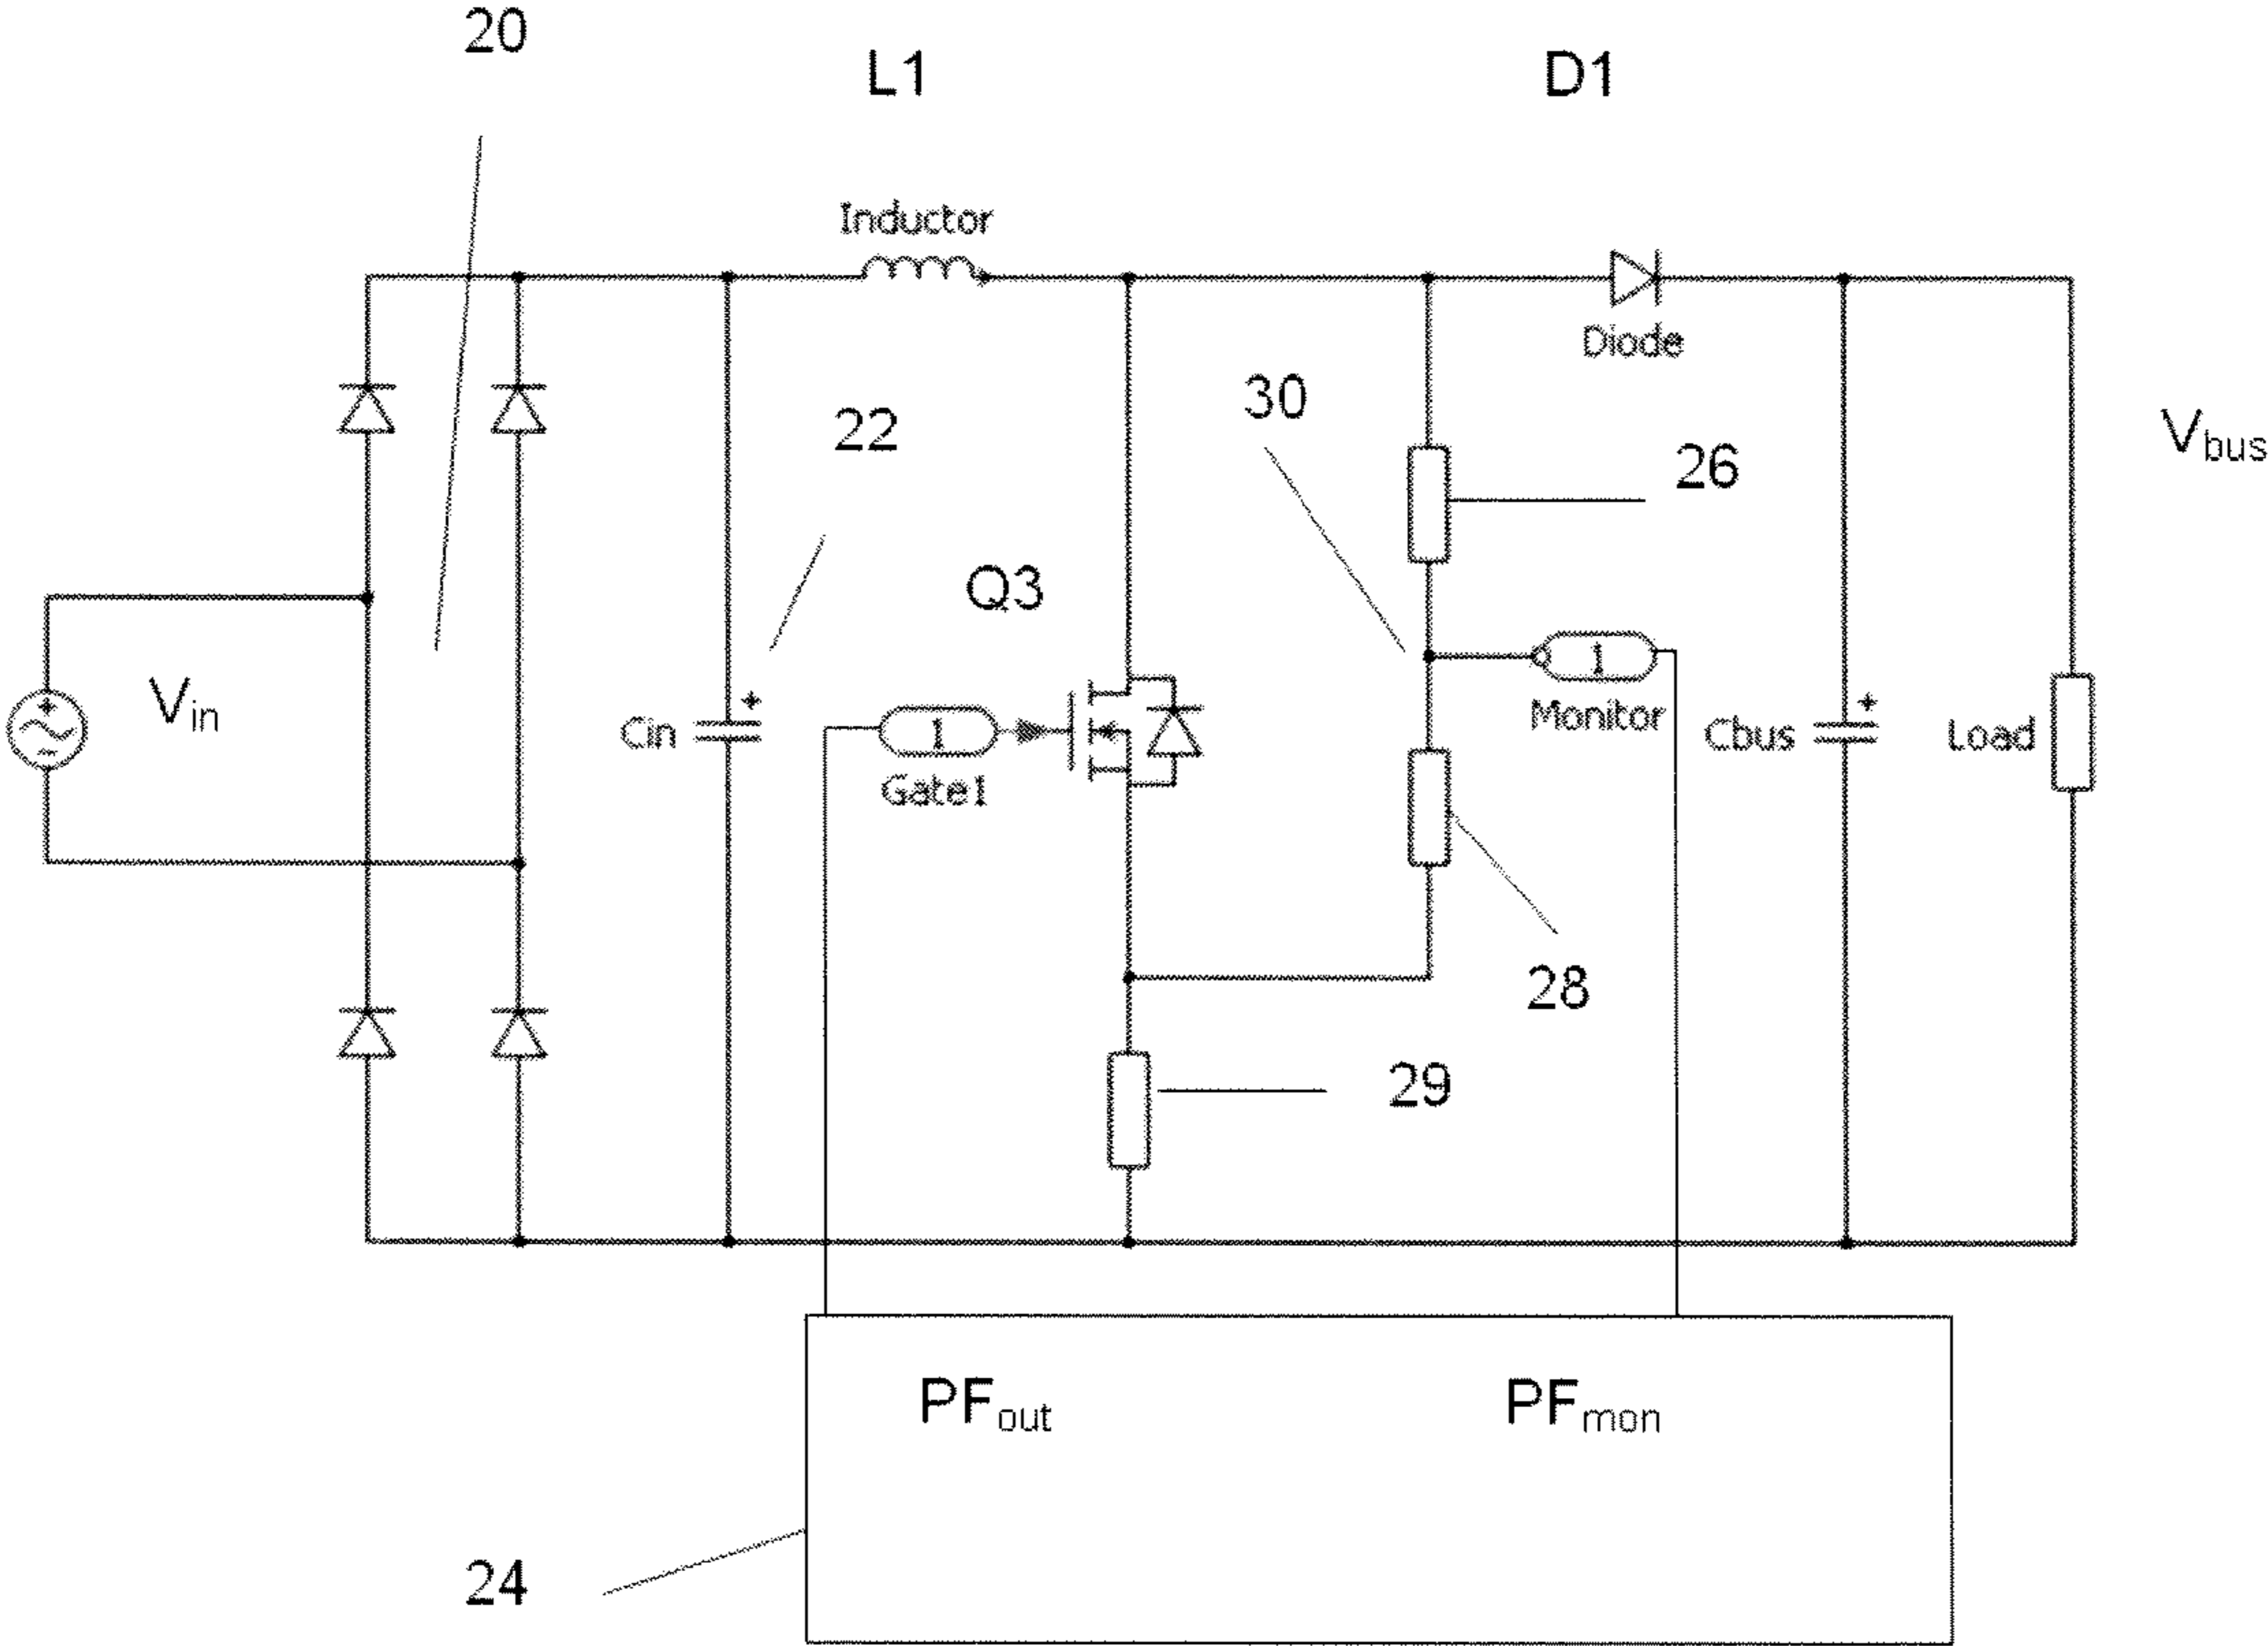 20
L1
D1
Inductor
Diode
30
22
26
Vbus
Q3
Vin
Cin
1
Gate1
1
Monitor
Cbus
Load
28
29
PFout
PFmon
24